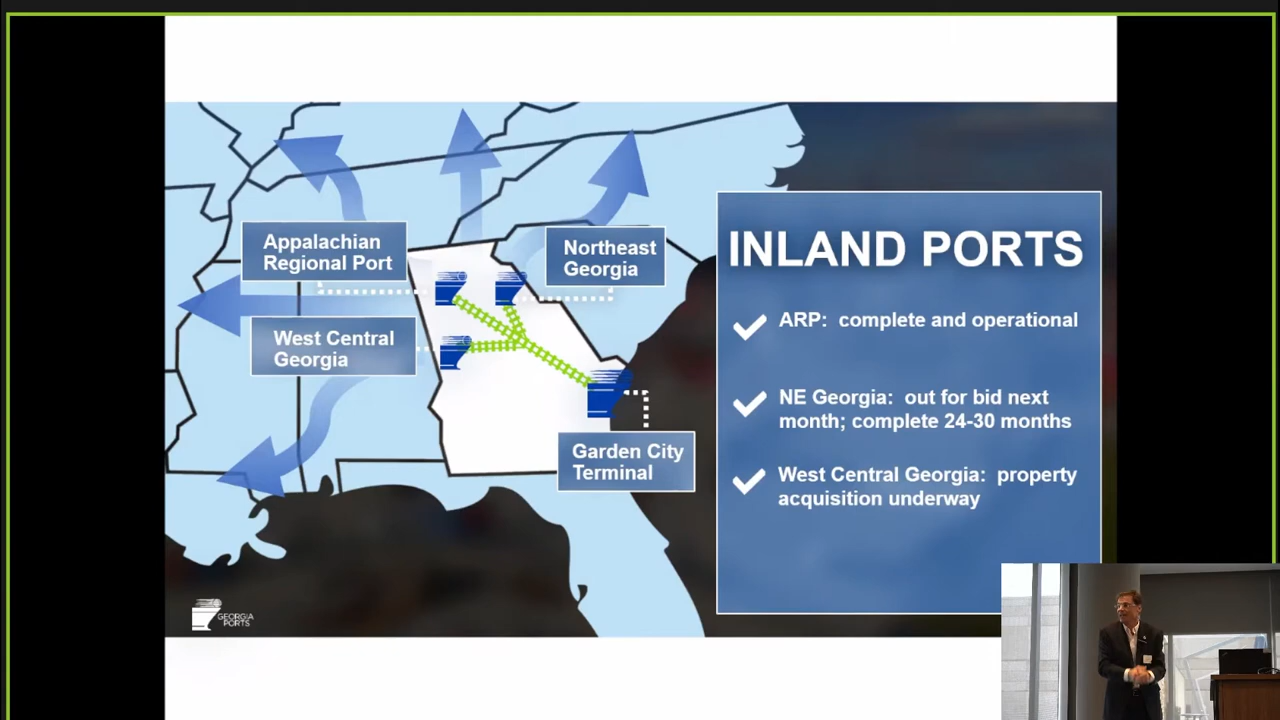 Appalachian
Regional Port
Northeast
Georgia
West Central
Georgia
Garden City
Terminal
INLAND PORTS
ARP: complete and operational
NE Georgia: out for bid next
month; complete 24-30 months
West Central Georgia: property
acquisition underway
GEORGIA
PORTS